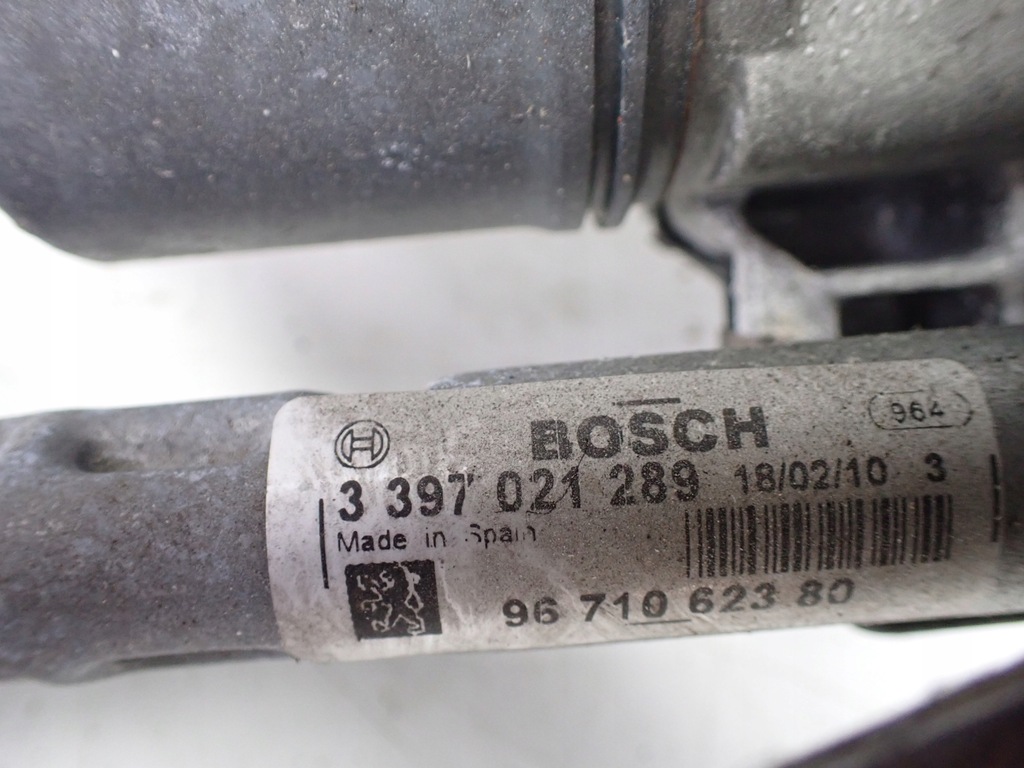 BOSCH 964
3 397 021 289 18/02/10 3
Made in Spain
96 710 623 80